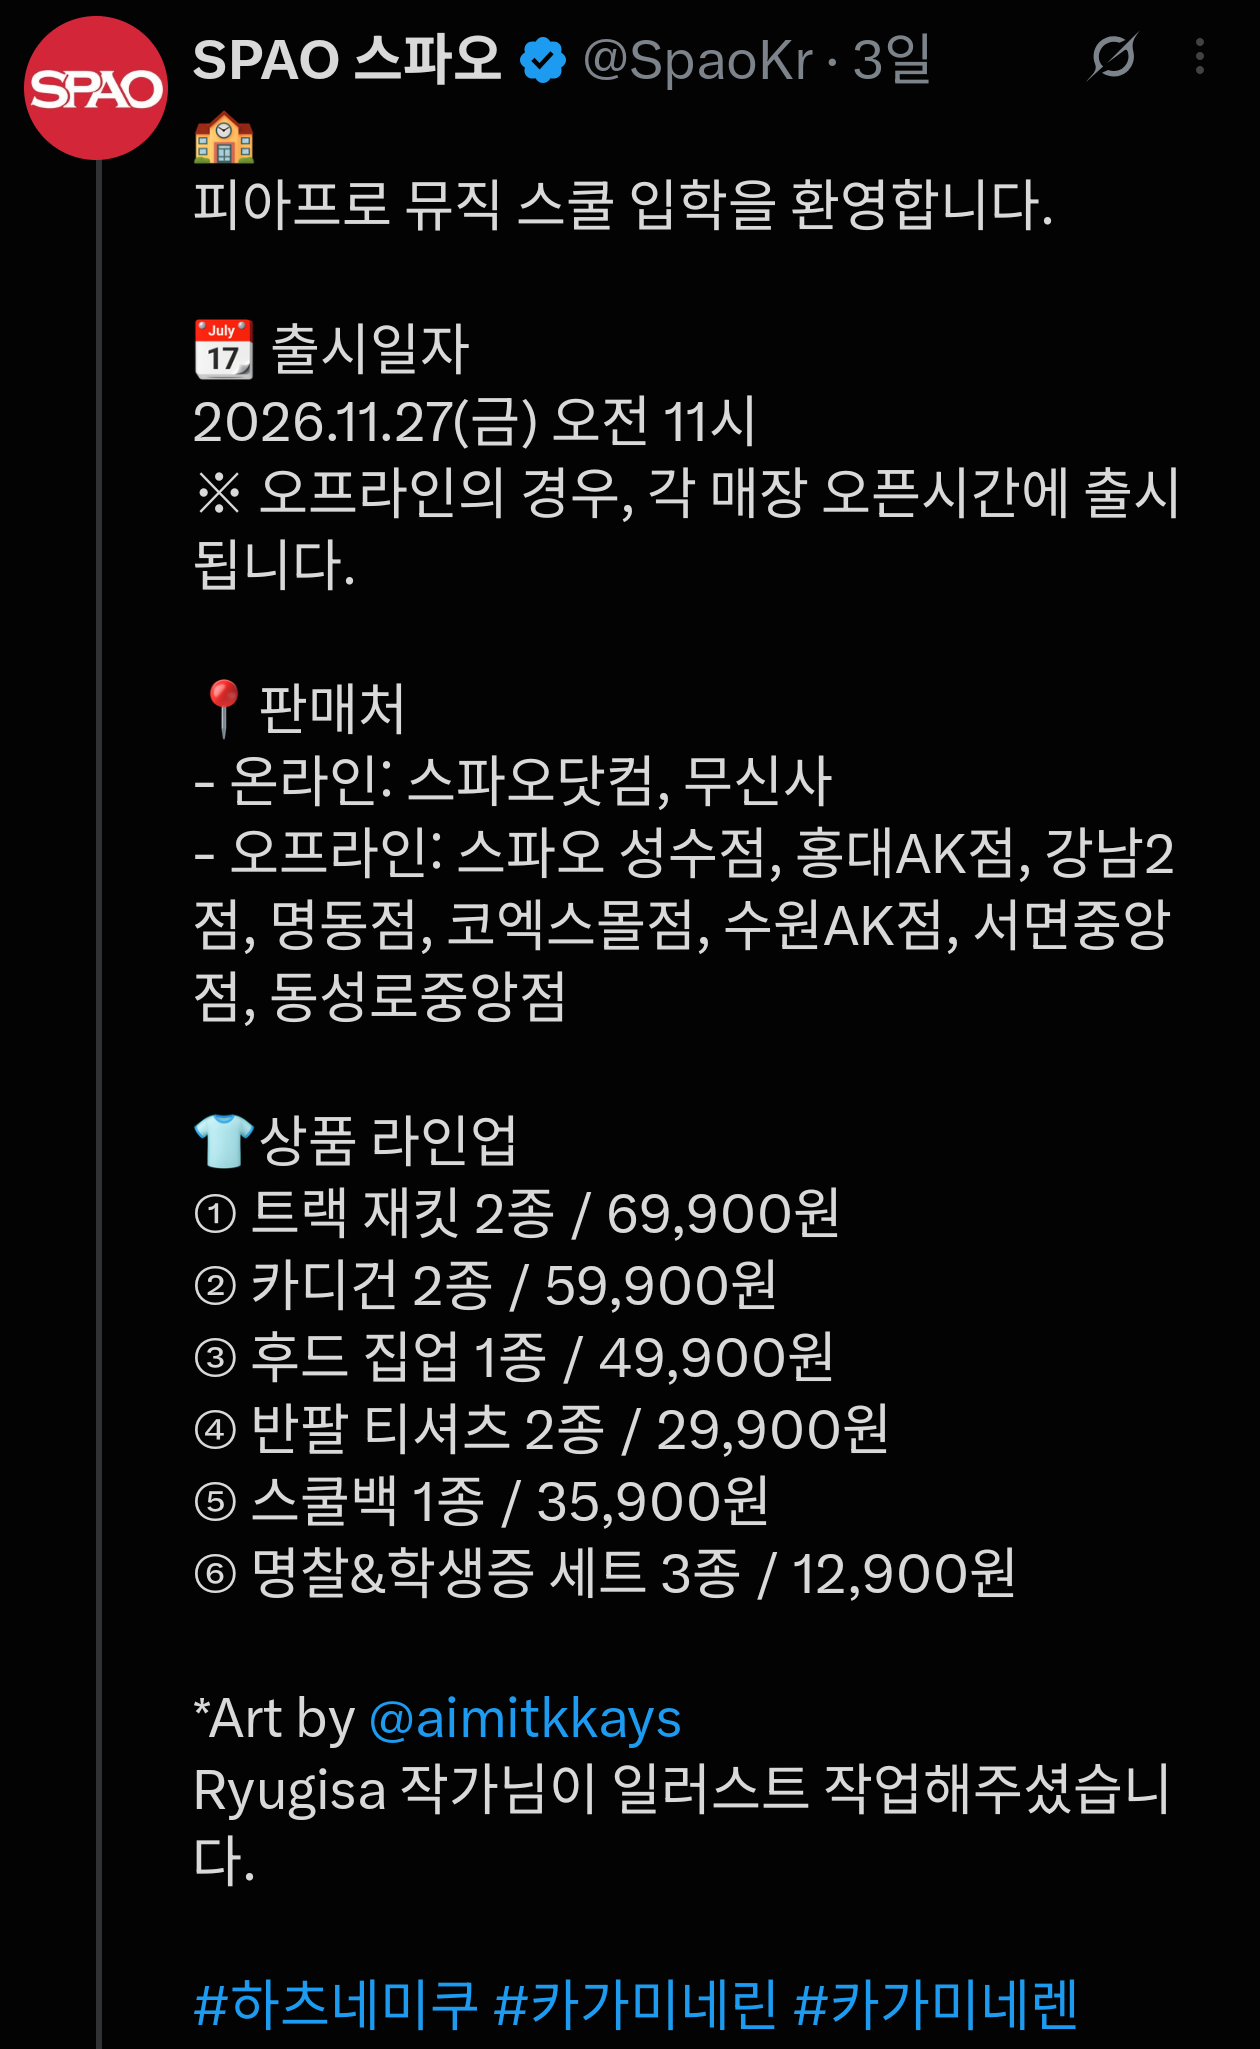 SPAO
SPAO 스파오 @SpaoKr · 3일
피아프로 뮤직 스쿨 입학을 환영합니다.
July
17
출시일자
2026.11.27(금) 오전 11시
※ 오프라인의 경우, 각 매장 오픈시간에 출시
됩니다.
판매처
- 온라인: 스파오닷컴, 무신사
- 오프라인: 스파오 성수점, 홍대AK점, 강남2
점, 명동점, 코엑스몰점, 수원AK점, 서면중앙
점, 동성로중앙점
상품 라인업
① 트랙 재킷 2종 / 69,900원
② 카디건 2종 / 59,900원
③ 후드 집업 1종 / 49,900원
④ 반팔 티셔츠 2종 / 29,900원
⑤ 스쿨백 1종 / 35,900원
⑥ 명찰&학생증 세트 3종 / 12,900원
*Art by @aimitkkays
Ryugisa 작가님이 일러스트 작업해주셨습니
다.
#하츠네미쿠 #카가미네린 #카가미네렌